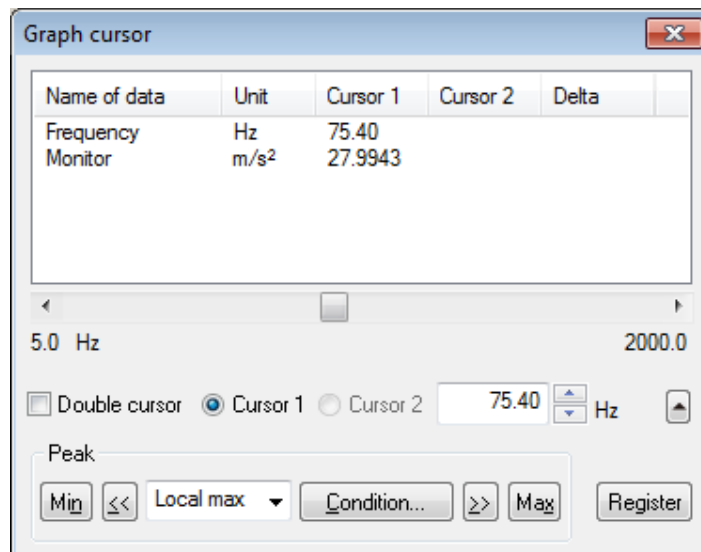 Graph cursor
Name of data Unit Cursor 1 Cursor 2 Delta
Frequency Hz 75.40
Monitor m/s² 27.9943
5.0 Hz 2000.0
Double cursor Cursor 1 Cursor 2 75.40 Hz
Peak
Min << Local max Condition... >> Max Register